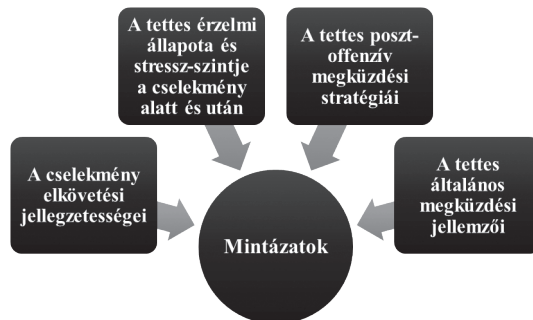 A tettes érzelmi
állapota és
stressz-szintje
a cselekmény
alatt és után
A tettes poszt-
offenzív
megküzdési
stratégiái
A cselekmény
elkövetési
jellegzetességei
A tettes
általános
megküzdési
jellemzői
Mintázatok